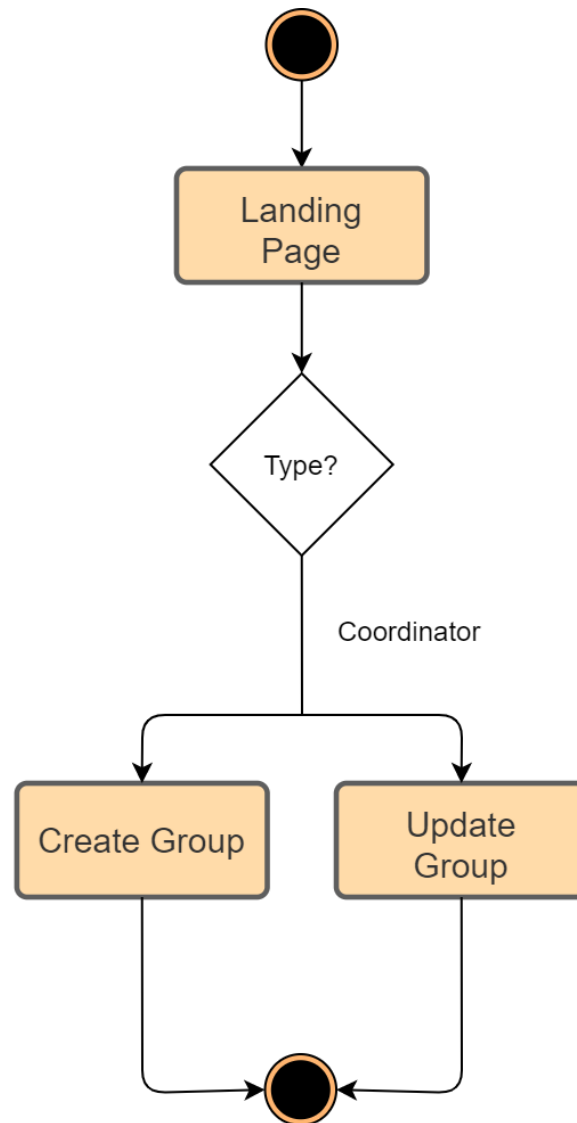 Landing
Page
Type?
Coordinator
Create Group
Update
Group